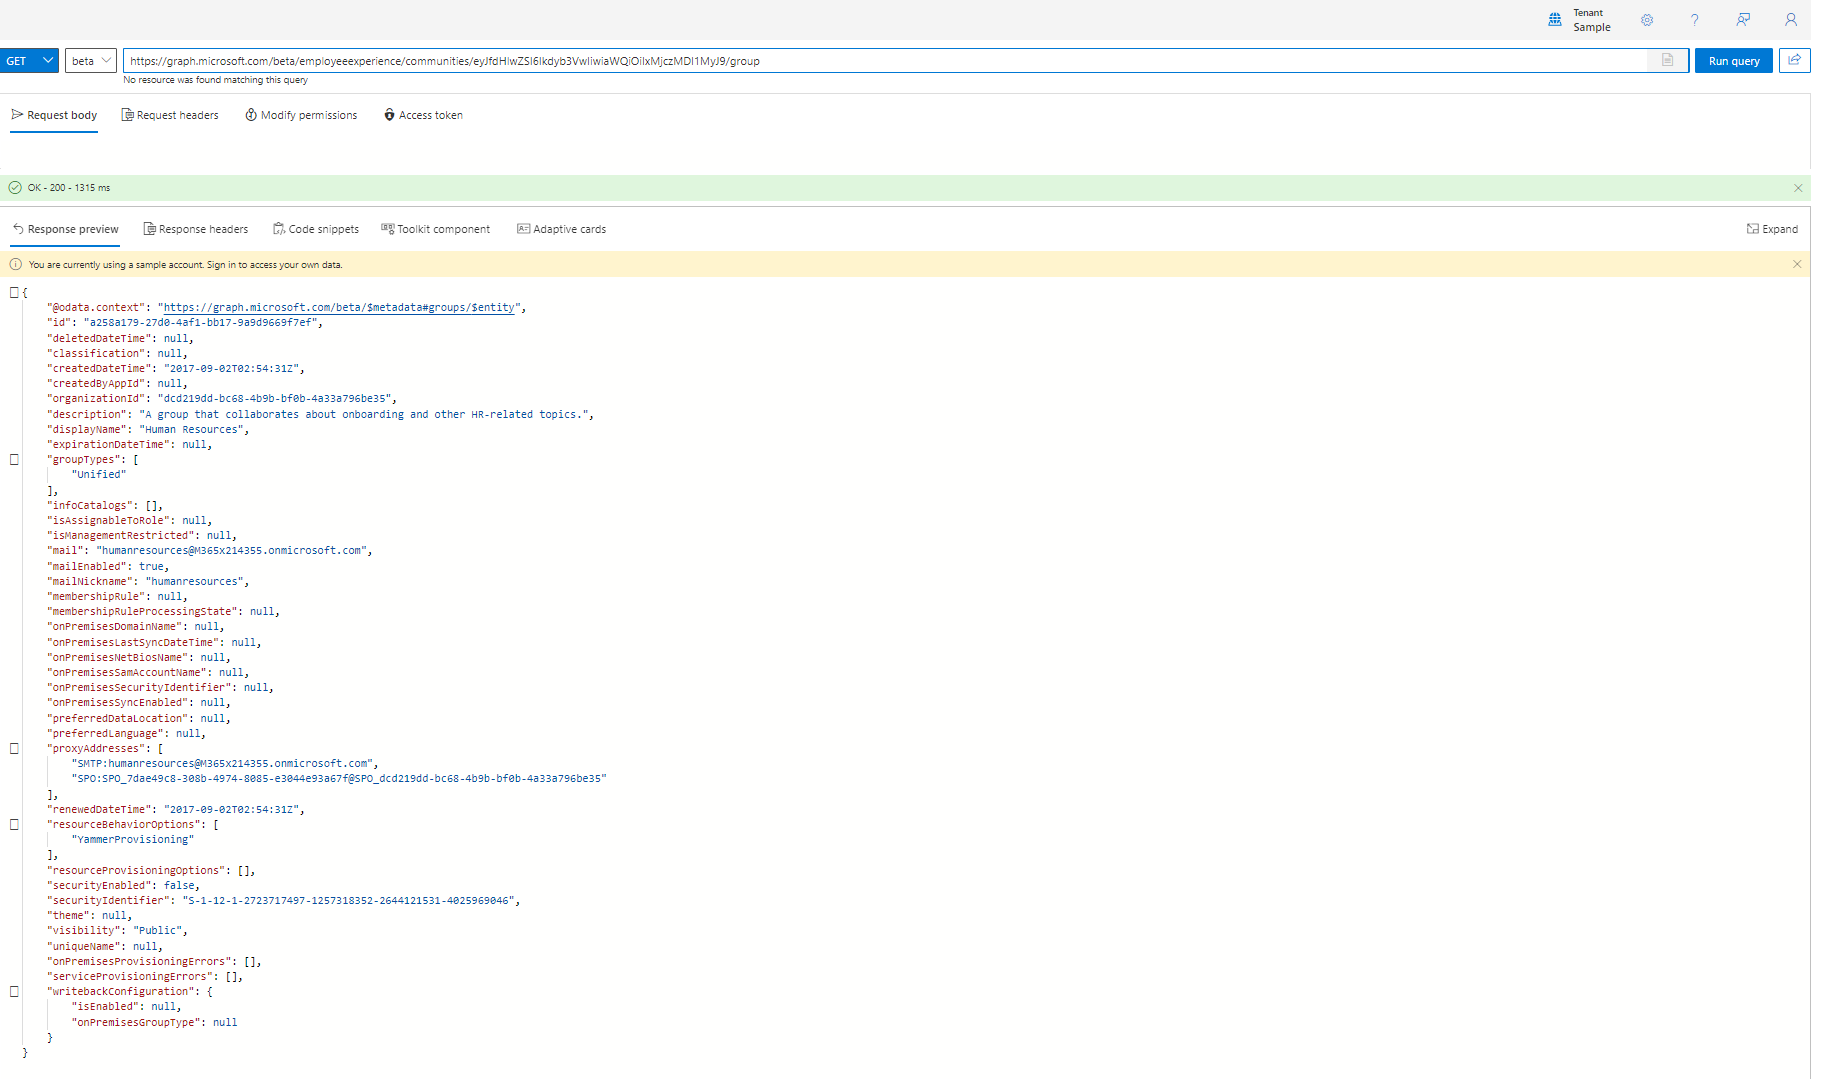 Tenant
Sample
GET
beta
https://graph.microsoft.com/beta/employeeexperience/communities/eyJfdHlwZSI6Ikdyb3VwIiwiaWQiOiIxMjczMDI1MyJ9/group
Run query
No resource was found matching this query
Request body
Request headers
Modify permissions
Access token
OK - 200 - 1315 ms
Response preview
Response headers
Code snippets
Toolkit component
Adaptive cards
Expand
You are currently using a sample account. Sign in to access your own data.
{
"@odata.context": "https://graph.microsoft.com/beta/$metadata#groups/$entity",
"id": "a258a179-27d0-4af1-bb17-9a9d9669f7ef",
"deletedDateTime": null,
"classification": null,
"createdDateTime": "2017-09-02T02:54:31Z",
"createdByAppId": null,
"organizationId": "dcd219dd-bc68-4b9b-bf0b-4a33a796be35",
"description": "A group that collaborates about onboarding and other HR-related topics.",
"displayName": "Human Resources",
"expirationDateTime": null,
"groupTypes": [
"Unified"
],
"infoCatalogs": [],
"isAssignableToRole": null,
"isManagementRestricted": null,
"mail": "humanresources@M365x214355.onmicrosoft.com",
"mailEnabled": true,
"mailNickname": "humanresources",
"membershipRule": null,
"membershipRuleProcessingState": null,
"onPremisesDomainName": null,
"onPremisesLastSyncDateTime": null,
"onPremisesNetBiosName": null,
"onPremisesSamAccountName": null,
"onPremisesSecurityIdentifier": null,
"onPremisesSyncEnabled": null,
"preferredDataLocation": null,
"preferredLanguage": null,
"proxyAddresses": [
"SMTP:humanresources@M365x214355.onmicrosoft.com",
"SPO:SPO_7dae49c8-308b-4974-8085-e3044e93a67f@SPO_dcd219dd-bc68-4b9b-bf0b-4a33a796be35"
],
"renewedDateTime": "2017-09-02T02:54:31Z",
"resourceBehaviorOptions": [
"YammerProvisioning"
],
"resourceProvisioningOptions": [],
"securityEnabled": false,
"securityIdentifier": "S-1-12-1-2723717497-1257318352-2644121531-4025969046",
"theme": null,
"visibility": "Public",
"uniqueName": null,
"onPremisesProvisioningErrors": [],
"serviceProvisioningErrors": [],
"writebackConfiguration": {
"isEnabled": null,
"onPremisesGroupType": null
}
}